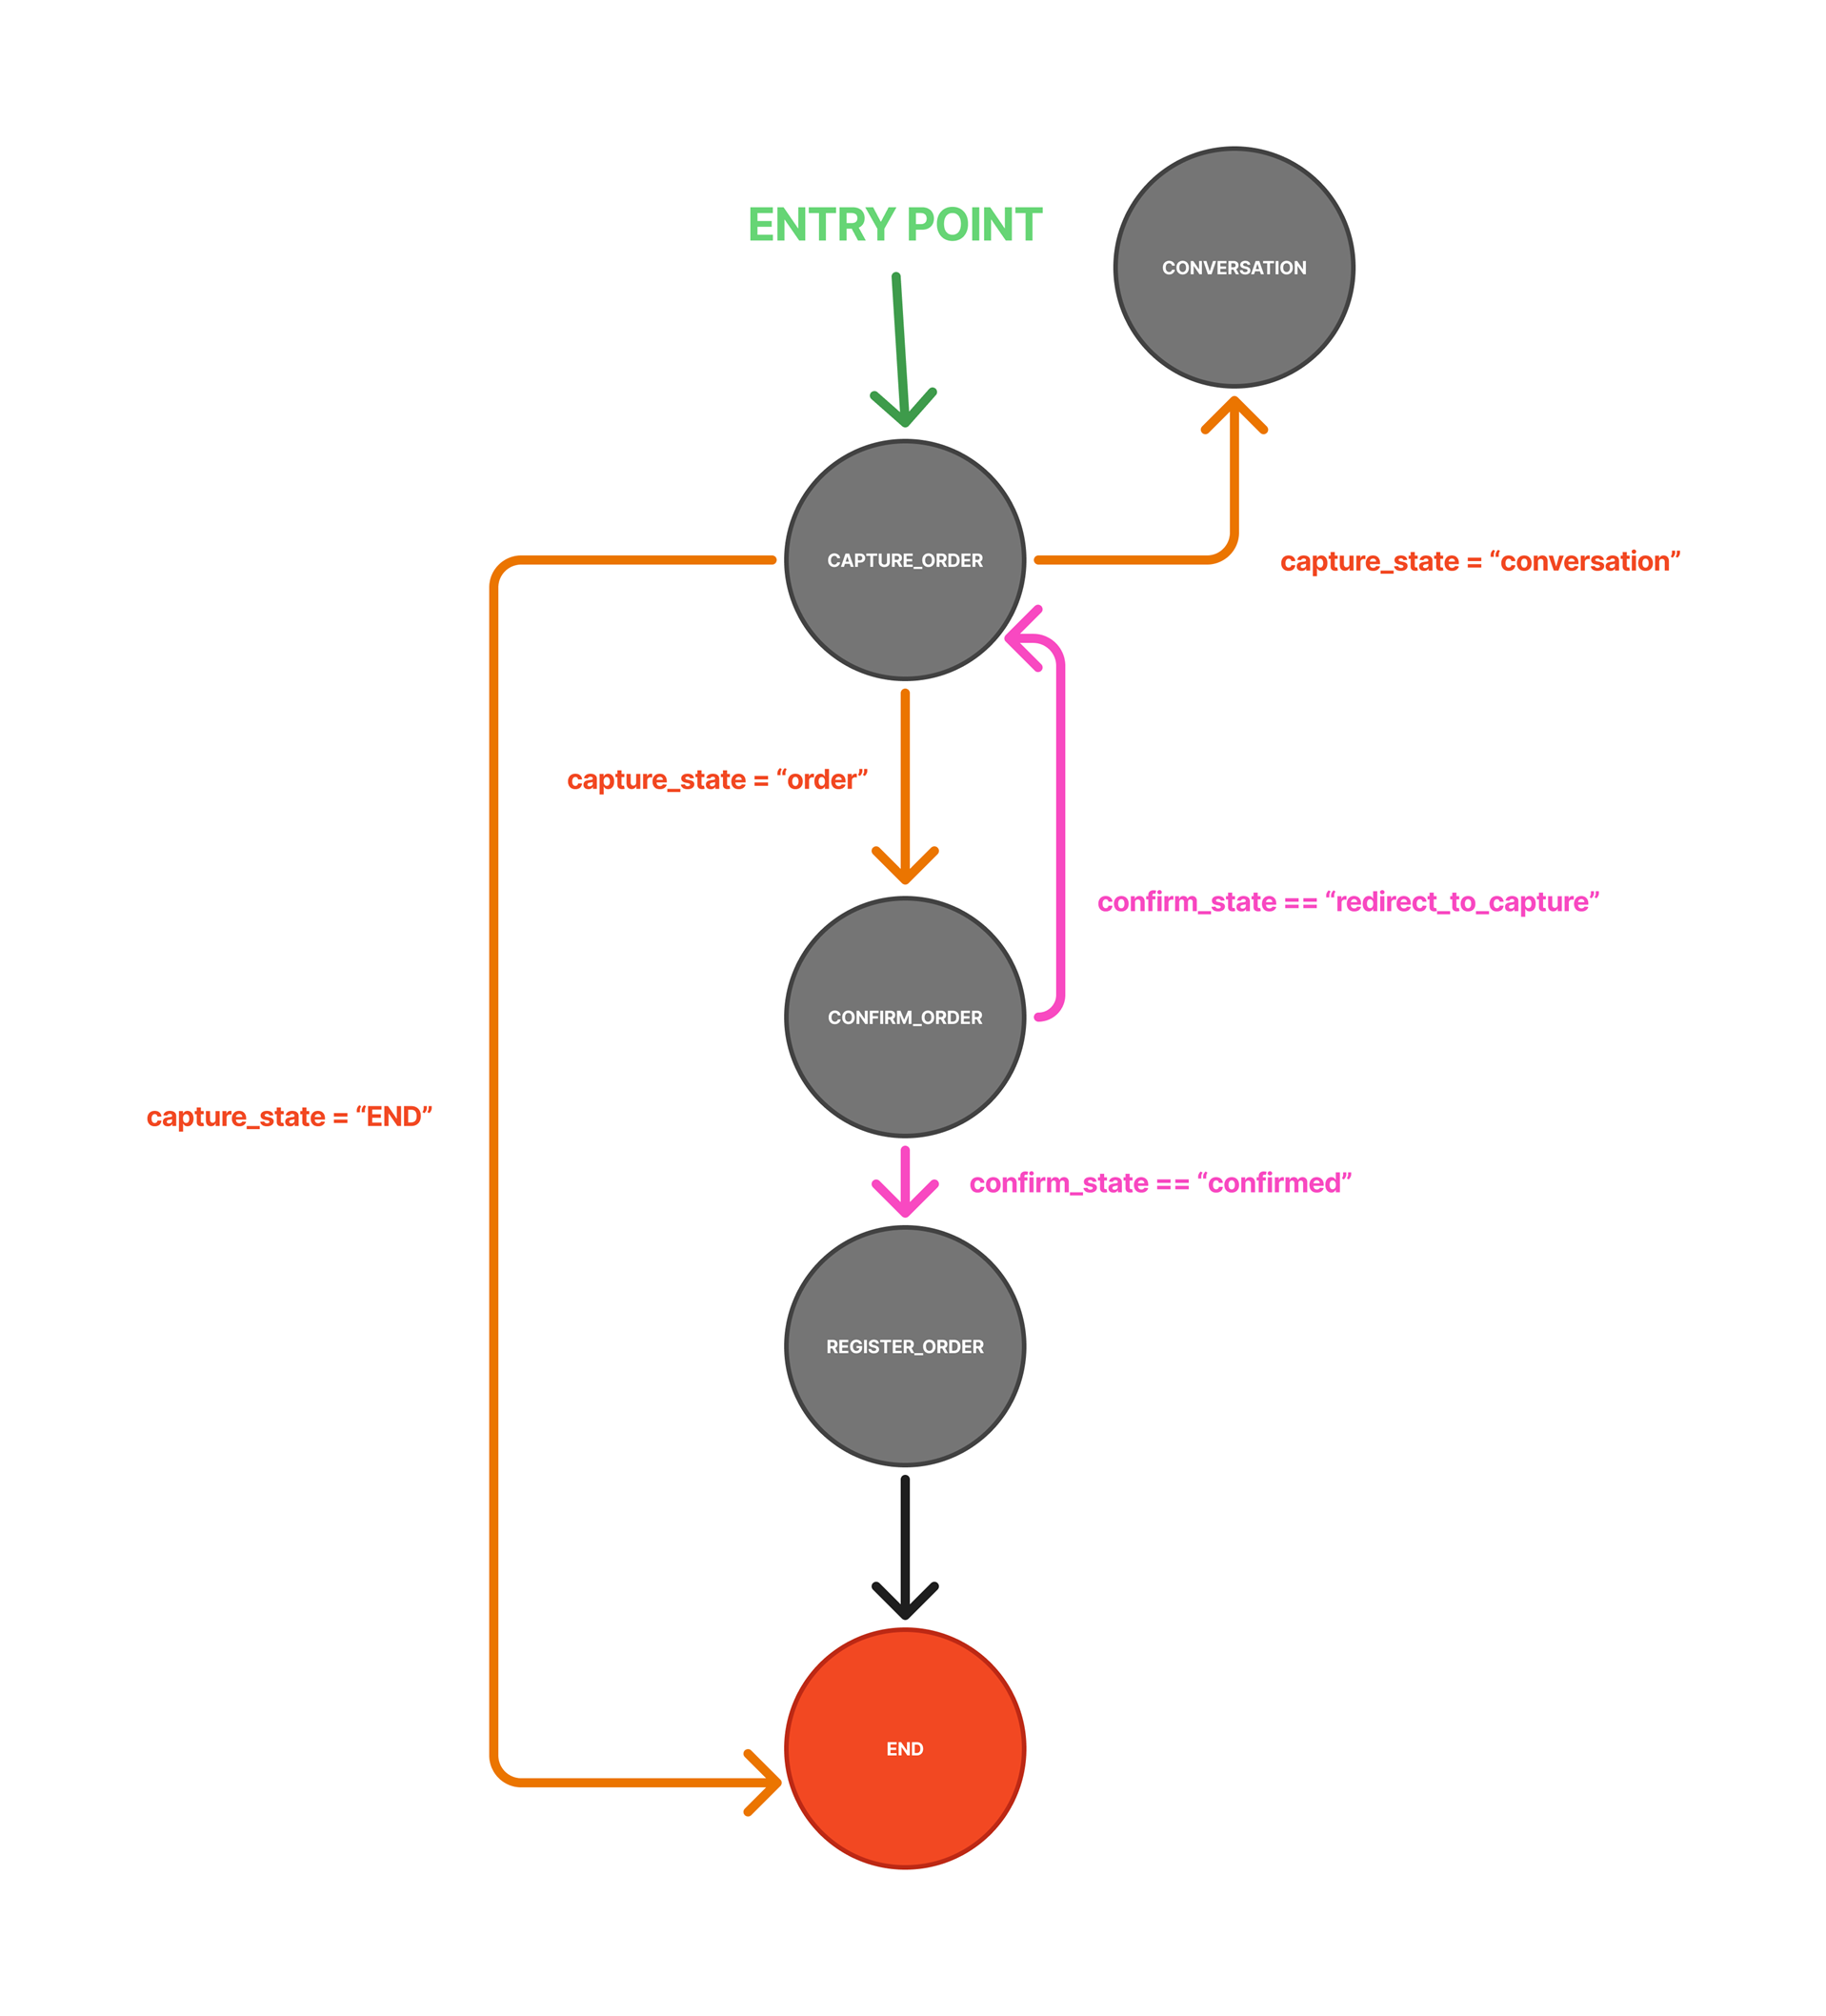 ENTRY POINT
CONVERSATION
CAPTURE_ORDER
capture_state = “conversation”
capture_state = “order”
confirm_state == “redirect_to_capture”
CONFIRM_ORDER
capture_state = “END”
confirm_state == “confirmed”
REGISTER_ORDER
END